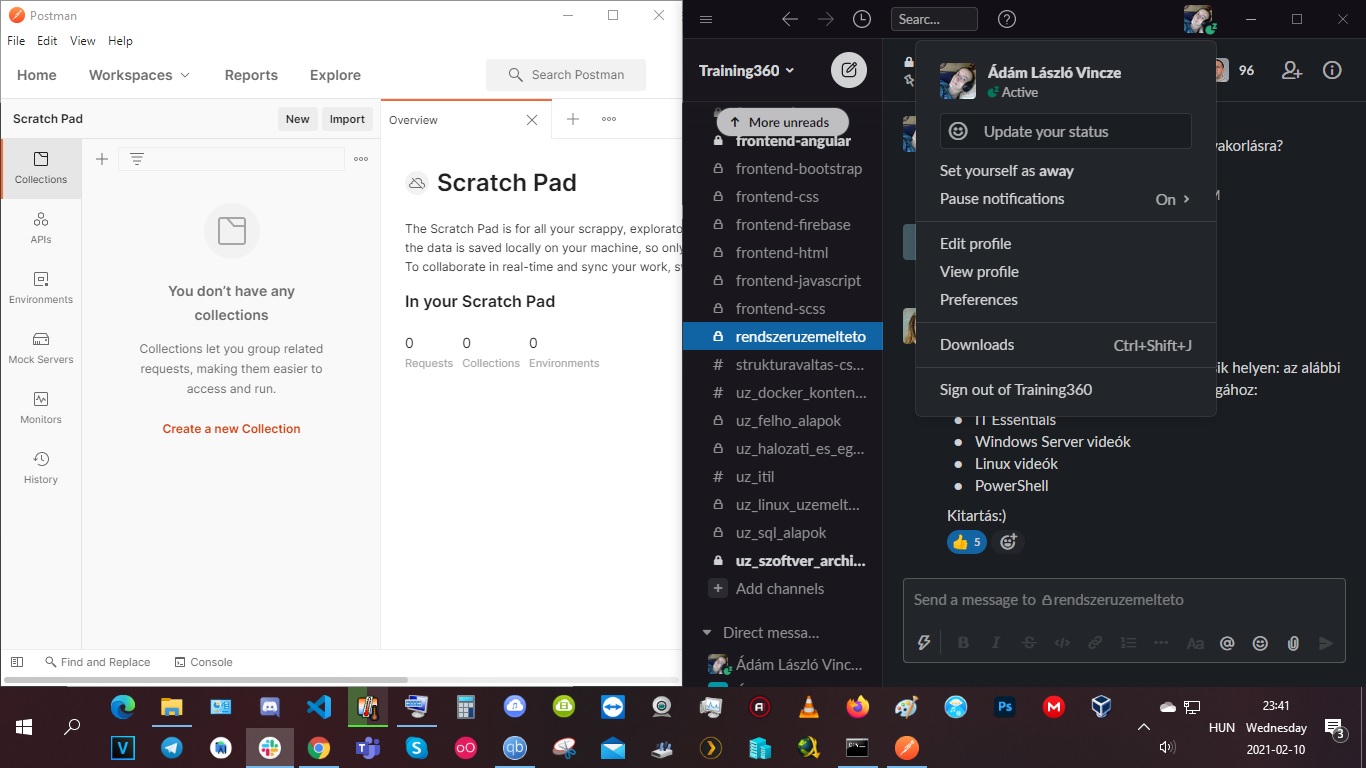 Postman
File Edit View Help
Home Workspaces Reports Explore Search Postman
Scratch Pad New Import
Overview
Collections
APIs
Environments
Mock Servers
Monitors
History
You don't have any
collections
Collections let you group related
requests, making them easier to
access and run.
Create a new Collection
Scratch Pad
The Scratch Pad is for all your scrappy, explorato
the data is saved locally on your machine, so only
To collaborate in real-time and sync your work, s
In your Scratch Pad
0 0 0
Requests Collections Environments
Find and Replace Console
Searc...
Training360
More unreads
frontend-angular
frontend-bootstrap
frontend-css
frontend-firebase
frontend-html
frontend-javascript
frontend-scss
rendszeruzemelteto
# strukturavaltas-cs...
# uz_docker_konten...
uz_felho_alapok
uz_halozati_es_eg...
# uz_itil
uz_linux_uzemelt...
uz_sql_alapok
uz_szoftver_archi...
+ Add channels
Direct messa...
Ádám László Vinc...
96
Ádám László Vincze
Active
Update your status
Set yourself as away
Pause notifications On
Edit profile
View profile
Preferences
Downloads Ctrl+Shift+J
Sign out of Training360
yakorlásra?
M
ik helyen: az alábbi
gához:
● IT Essentials
● Windows Server videók
● Linux videók
● PowerShell
Kitartás:)
👍 5
Send a message to rendszeruzemelteto
23:41
HUN Wednesday
2021-02-10
3